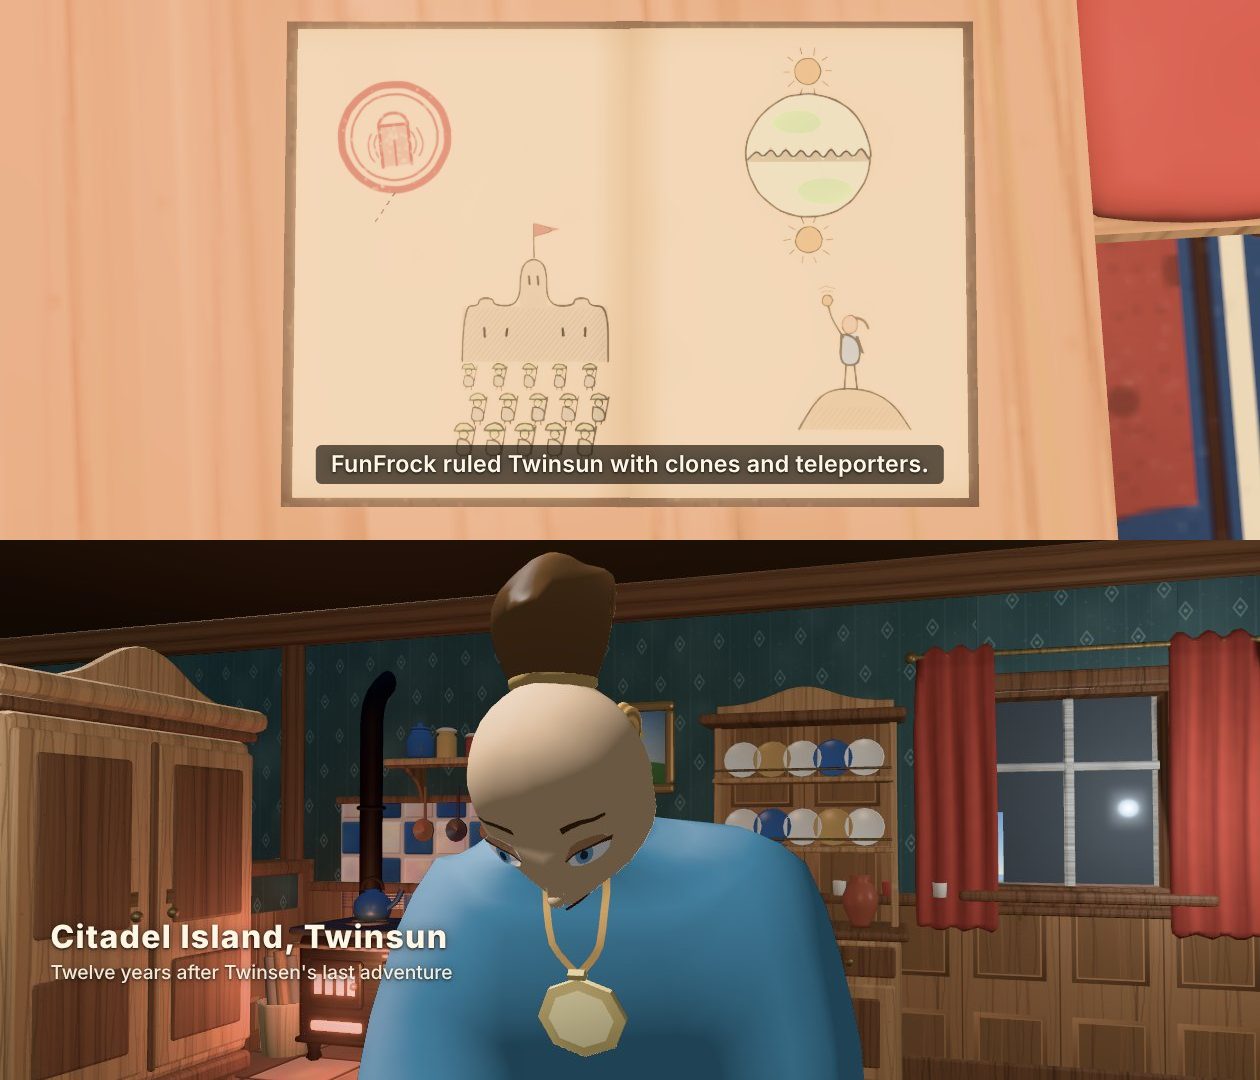 FunFrock ruled Twinsun with clones and teleporters.
Citadel Island, Twinsun
Twelve years after Twinsen's last adventure